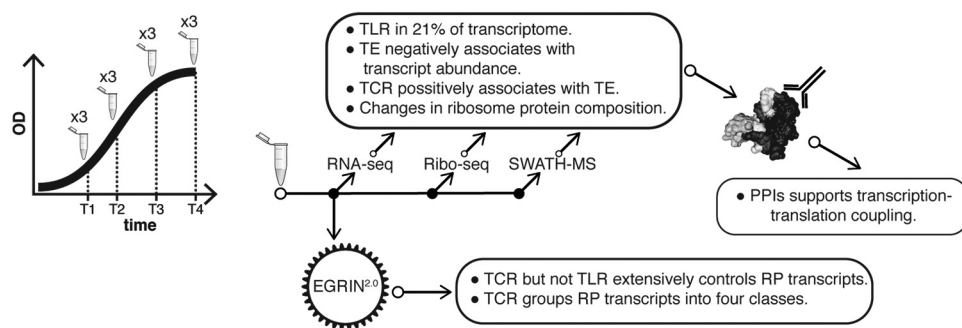 x3
x3
x3
x3
OD
T1 T2 T3 T4
time
● TLR in 21% of transcriptome.
● TE negatively associates with
transcript abundance.
● TCR possitively associates with TE.
● Changes in ribosome protein composition.
RNA-seq Ribo-seq SWATH-MS
● PPIs supports transcription-
translation coupling.
EGRIN2.0
● TCR but not TLR extensively controls RP transcripts.
● TCR groups RP transcripts into four classes.